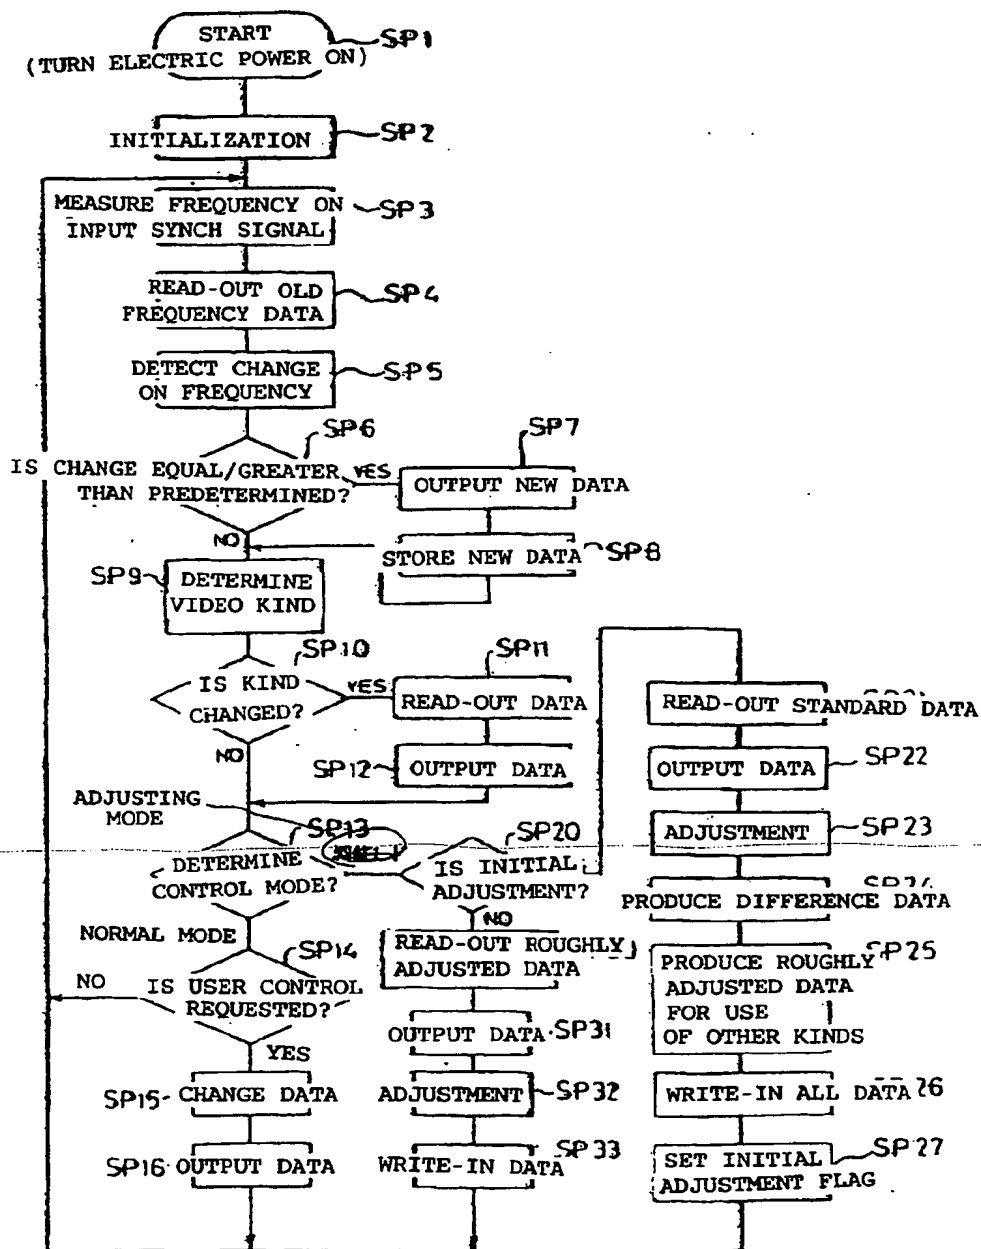 START
(TURN ELECTRIC POWER ON)
SP1
INITIALIZATION
SP2
MEASURE FREQUENCY ON
INPUT SYNCH SIGNAL
SP3
READ-OUT OLD
FREQUENCY DATA
SP4
DETECT CHANGE
ON FREQUENCY
SP5
SP6
IS CHANGE EQUAL/GREATER
THAN PREDETERMINED?
YES
NO
SP7
OUTPUT NEW DATA
STORE NEW DATA
SP8
SP9
DETERMINE
VIDEO KIND
SP10
IS KIND
CHANGED?
YES
NO
SP11
READ-OUT DATA
SP12
OUTPUT DATA
ADJUSTING
MODE
SP13
DETERMINE
CONTROL MODE?
NORMAL MODE
SP14
IS USER CONTROL
REQUESTED?
NO
YES
SP15
CHANGE DATA
SP16
OUTPUT DATA
SP20
IS INITIAL
ADJUSTMENT?
NO
READ-OUT ROUGHLY
ADJUSTED DATA
OUTPUT DATA
SP31
ADJUSTMENT
SP32
WRITE-IN DATA
SP33
READ-OUT STANDARD DATA
OUTPUT DATA
SP22
ADJUSTMENT
SP23
PRODUCE DIFFERENCE DATA
PRODUCE ROUGHLY
ADJUSTED DATA
FOR USE
OF OTHER KINDS
SP25
WRITE-IN ALL DATA
26
SET INITIAL
ADJUSTMENT FLAG
SP27